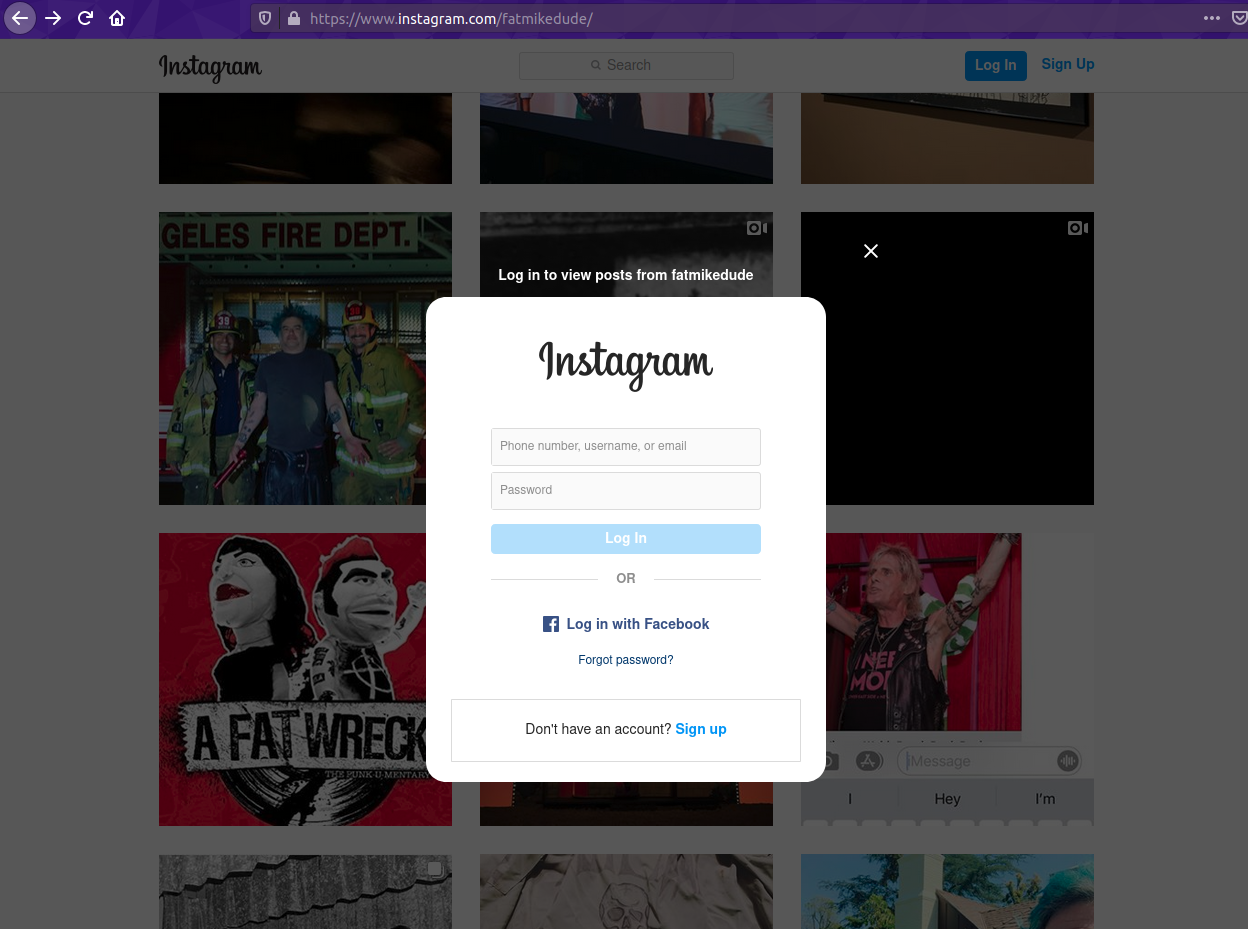 https://www.instagram.com/fatmikedude/
Instagram
Search
Log In
Sign Up
GELES FIRE DEPT.
39
Log in to view posts from fatmikedude
Instagram
Phone number, username, or email
Password
Log In
OR
Log in with Facebook
Forgot password?
Don't have an account? Sign up
A FAT WRECK
THE PUNK-U-MENTARY
Message
I
Hey
I'm